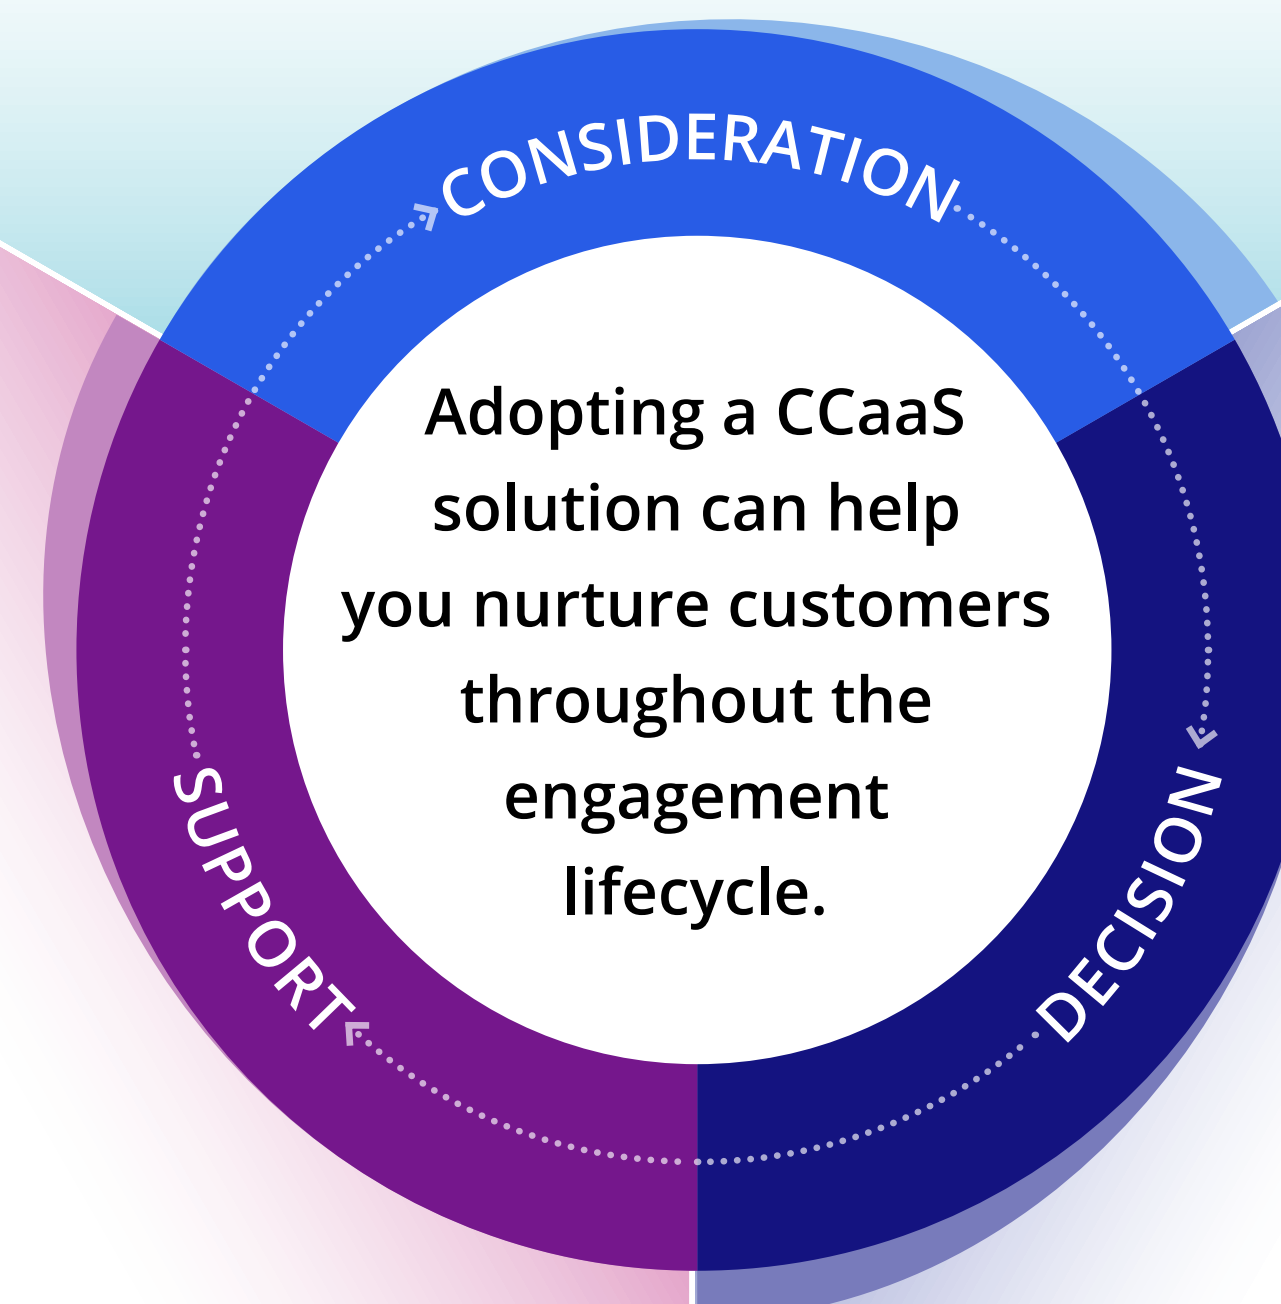 CONSIDERATION
Adopting a CCaaS
solution can help
you nurture customers
throughout the
engagement
lifecycle.
DECISION
SUPPORT